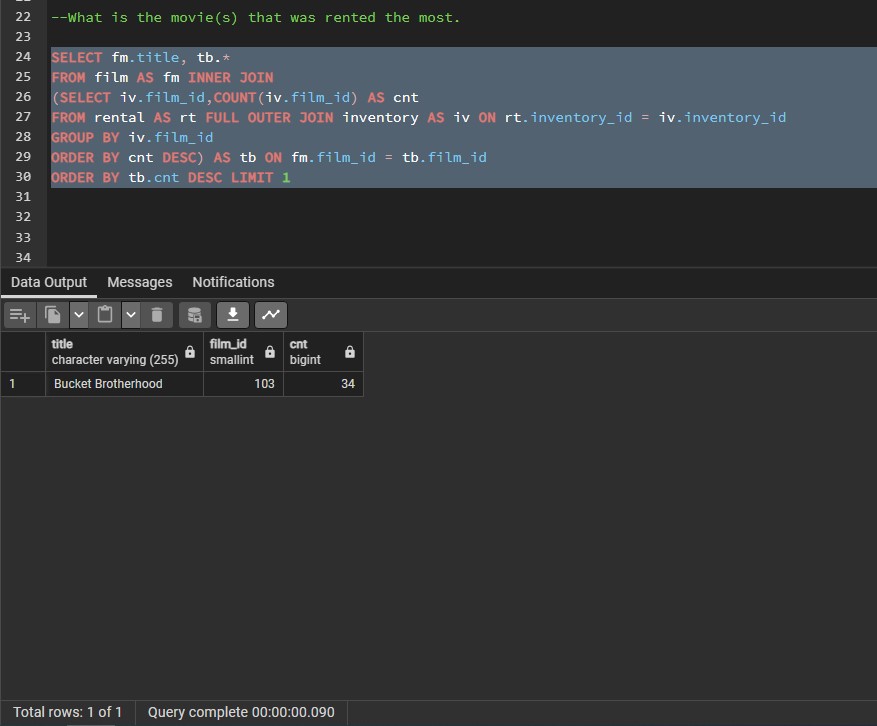 22 --What is the movie(s) that was rented the most.
23
24 SELECT fm.title, tb.*
25 FROM film AS fm INNER JOIN
26 (SELECT iv.film_id,COUNT(iv.film_id) AS cnt
27 FROM rental AS rt FULL OUTER JOIN inventory AS iv ON rt.inventory_id = iv.inventory_id
28 GROUP BY iv.film_id
29 ORDER BY cnt DESC) AS tb ON fm.film_id = tb.film_id
30 ORDER BY tb.cnt DESC LIMIT 1
31
32
33
34
Data Output Messages Notifications
title film_id cnt
character varying (255) smallint bigint
1 Bucket Brotherhood 103 34
Total rows: 1 of 1 Query complete 00:00:00.090